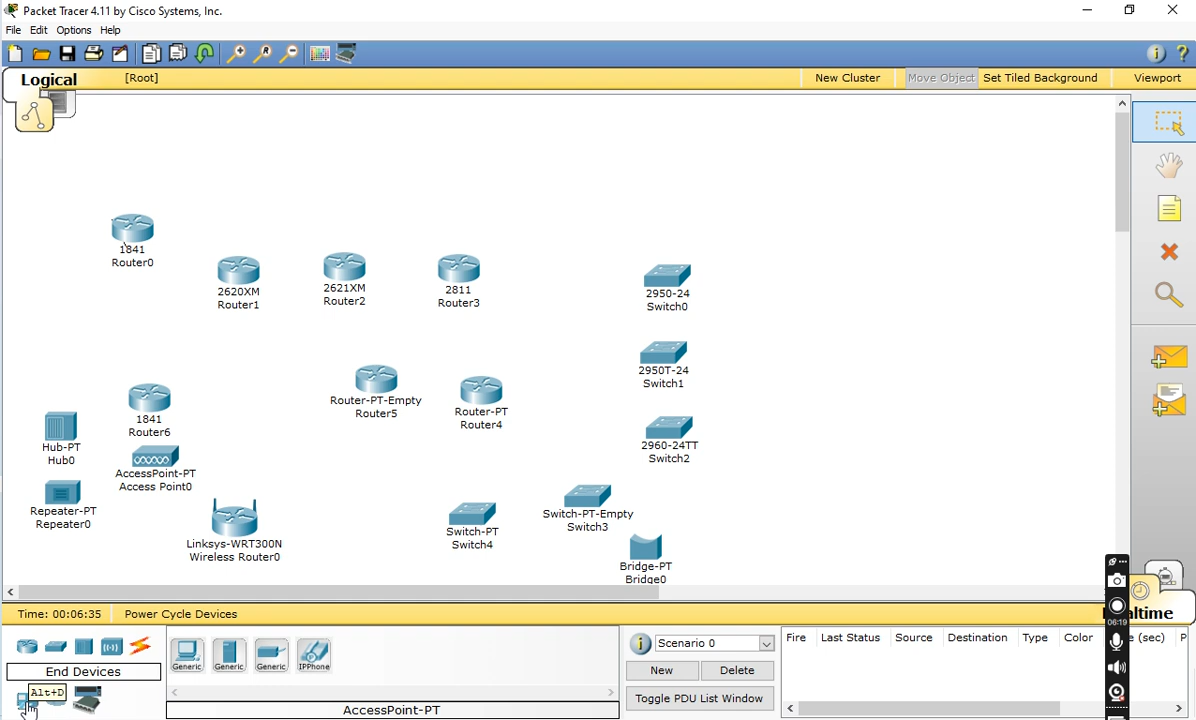 Packet Tracer 4.11 by Cisco Systems, Inc.
File Edit Options Help
Logical [Root] New Cluster Move Object Set Tiled Background Viewport
1841
Router0
2620XM
Router1
2621XM
Router2
2811
Router3
2950-24
Switch0
2950T-24
Switch1
Router-PT-Empty
Router5
Router-PT
Router4
1841
Router6
2960-24TT
Switch2
Hub-PT
Hub0
AccessPoint-PT
Access Point0
Repeater-PT
Repeater0
Linksys-WRT300N
Wireless Router0
Switch-PT
Switch4
Switch-PT-Empty
Switch3
Bridge-PT
Bridge0
Time: 00:06:35 Power Cycle Devices
06:19
altime
Generic Generic Generic IPPhone
End Devices
Alt+D
AccessPoint-PT
Scenario 0
New Delete
Toggle PDU List Window
Fire Last Status Source Destination Type Color e (sec) P